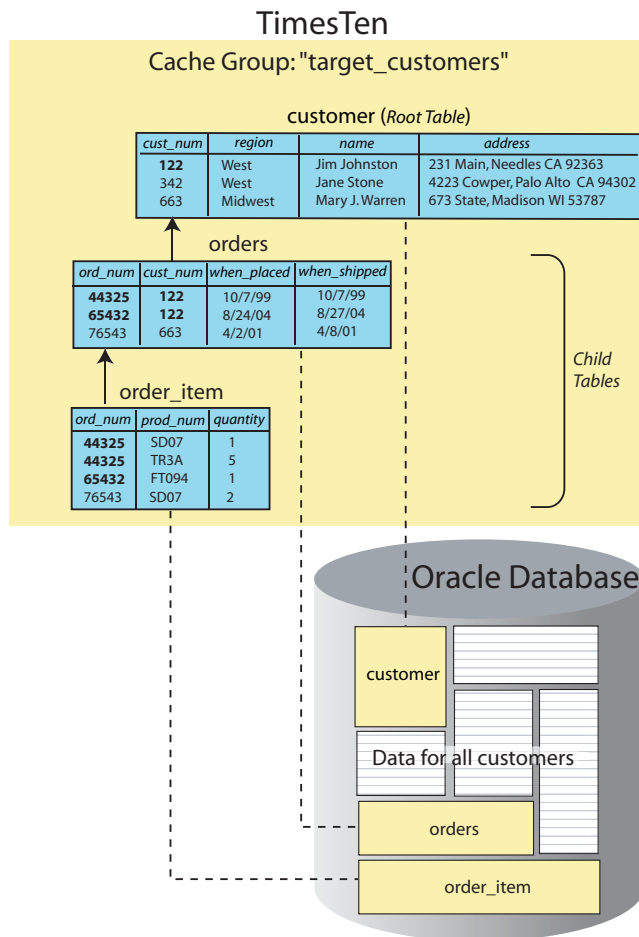 TimesTen
Cache Group: "target_customers"
customer (Root Table)
cust_num region name address
122 West Jim Johnston 231 Main, Needles CA 92363
342 West Jane Stone 4223 Cowper, Palo Alto CA 94302
663 Midwest Mary J. Warren 673 State, Madison WI 53787
orders
ord_num cust_num when_placed when_shipped
44325 122 10/7/99 10/7/99
65432 122 8/24/04 8/27/04
76543 663 4/2/01 4/8/01
Child
Tables
order_item
ord_num prod_num quantity
44325 SD07 1
44325 TR3A 5
65432 FT094 1
76543 SD07 2
Oracle Database
customer
Data for all customers
orders
order_item